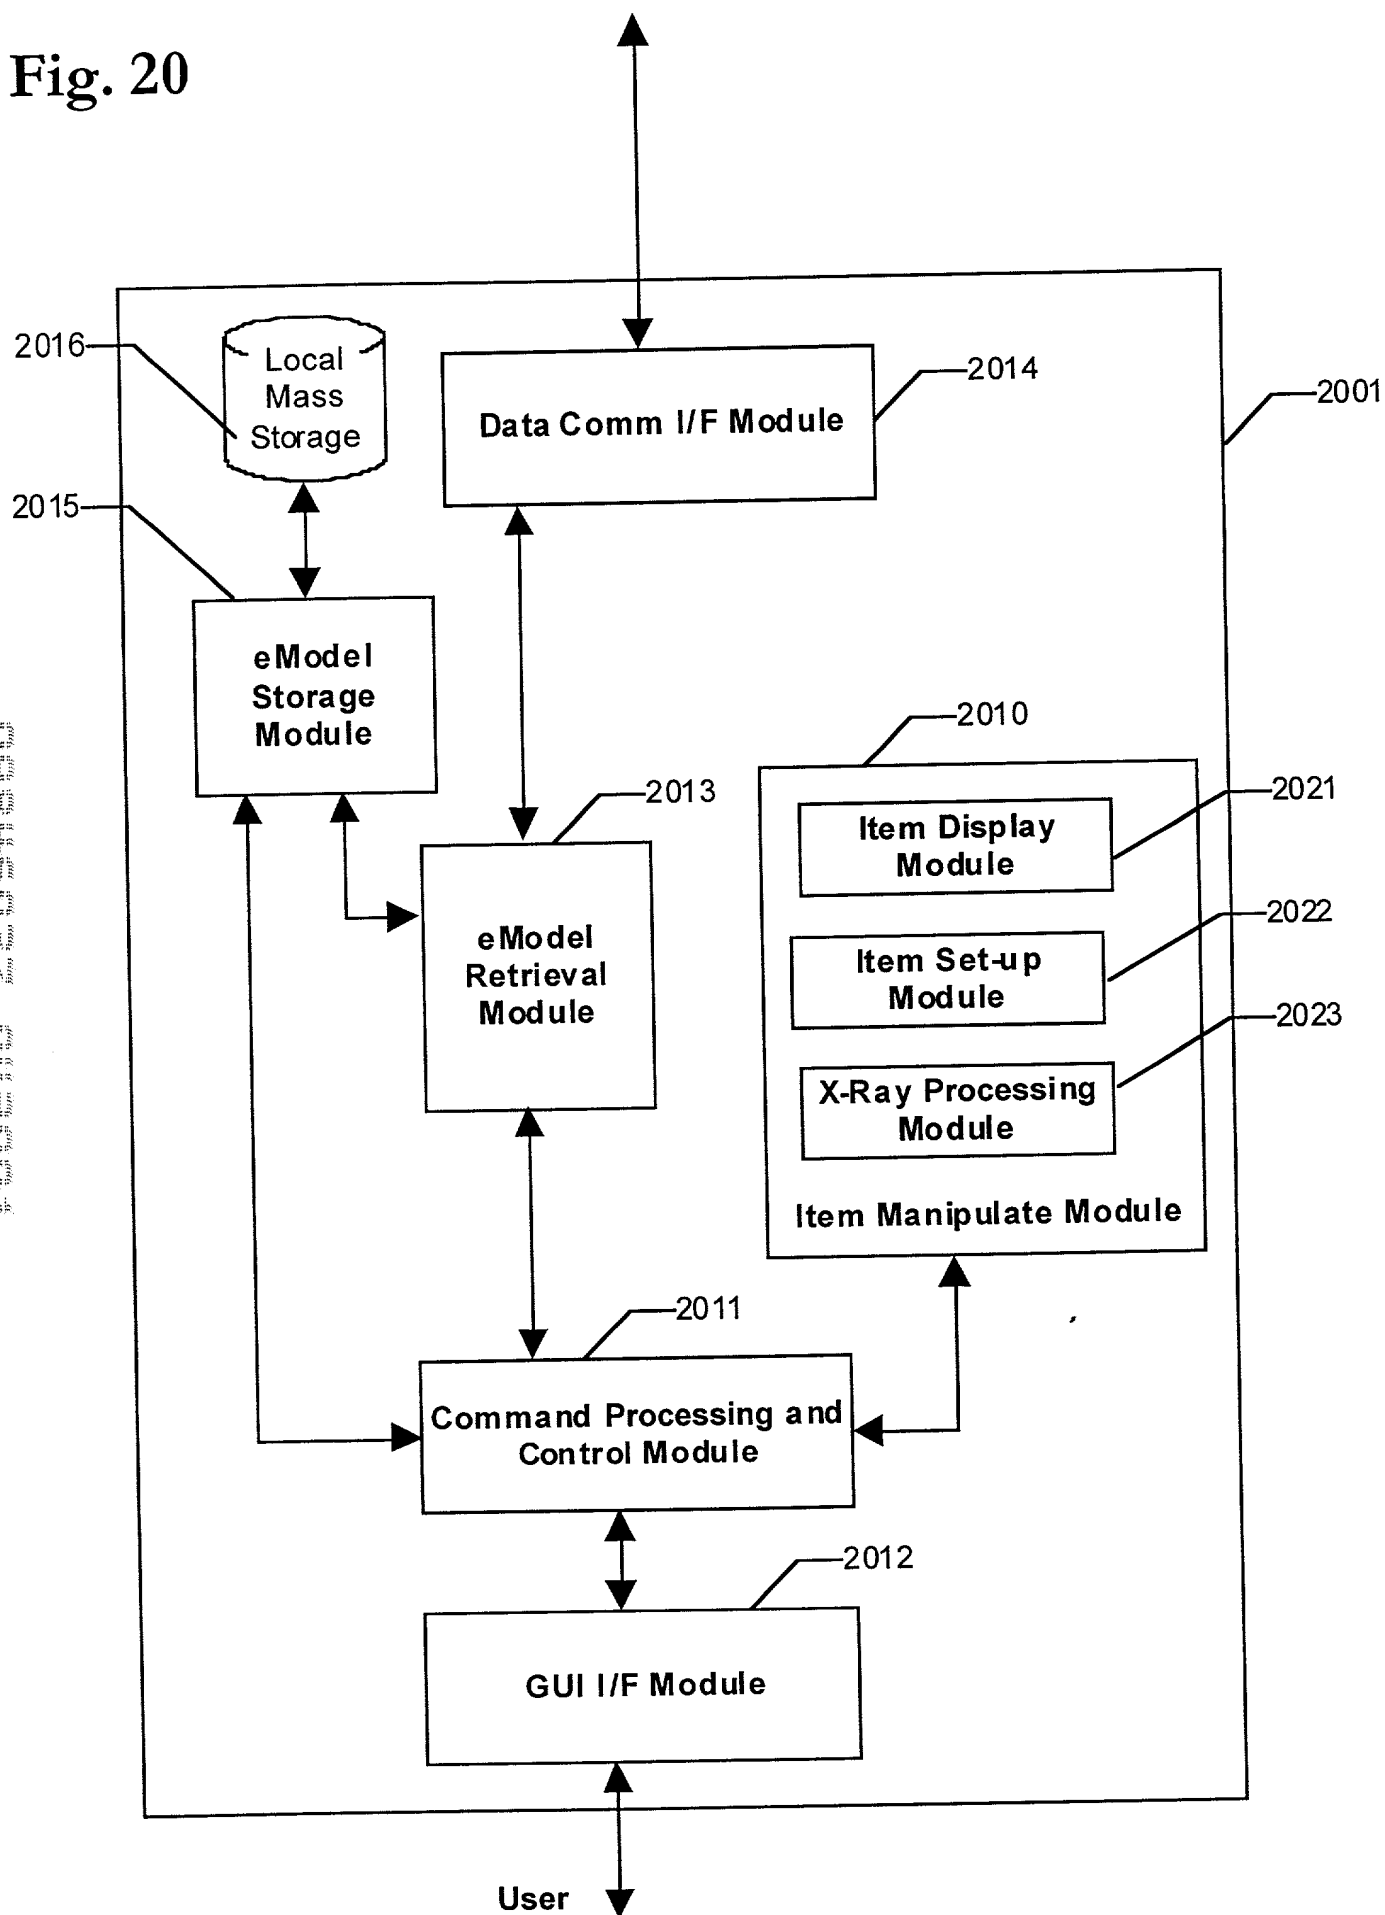 Fig. 20
2016
Local
Mass
Storage
Data Comm I/F Module
2014
2001
2015
eModel
Storage
Module
2010
2013
2021
Item Display
Module
2022
eModel
Retrieval
Module
Item Set-up
Module
2023
X-Ray Processing
Module
Item Manipulate Module
2011
Command Processing and
Control Module
2012
GUI I/F Module
User